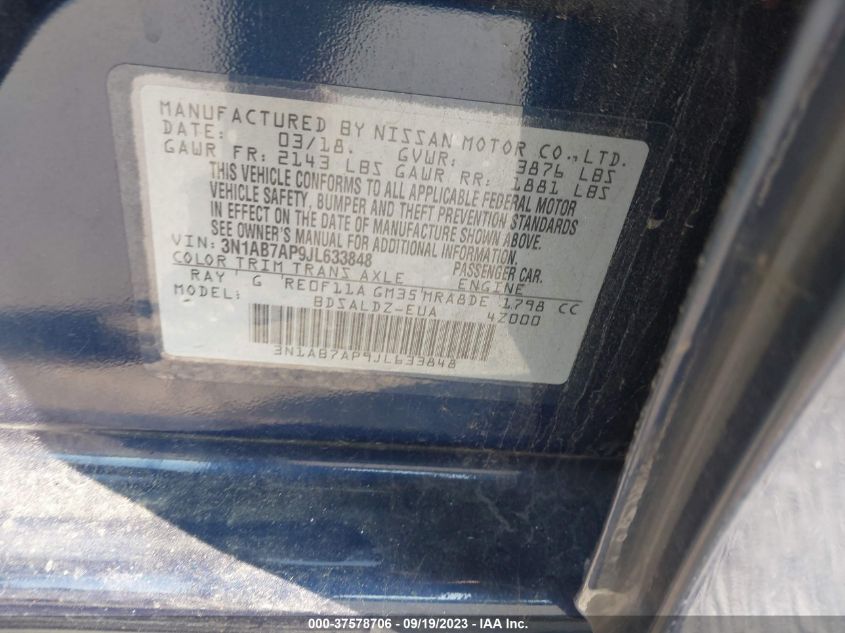 MANUFACTURED BY NISSAN MOTOR CO., LTD.
DATE: 03/18. GVWR: 3876 LBS
GAWR FR: 2143 LBS GAWR RR: 1881 LBS
THIS VEHICLE CONFORMS TO ALL APPLICABLE FEDERAL MOTOR
VEHICLE SAFETY, BUMPER AND THEFT PREVENTION STANDARDS
IN EFFECT ON THE DATE OF MANUFACTURE SHOWN ABOVE.
SEE OWNER'S MANUAL FOR ADDITIONAL INFORMATION.
VIN: 3N1AB7AP9JL633848 PASSENGER CAR.
COLOR TRIM TRANS AXLE ENGINE
RAY G RE0F11A GM35 MRA8DE 1798 CC
MODEL: BDSALDZ-EUA 4Z000
3N1AB7AP9JL633848
000-37578706 - 09/19/2023 - IAA Inc.